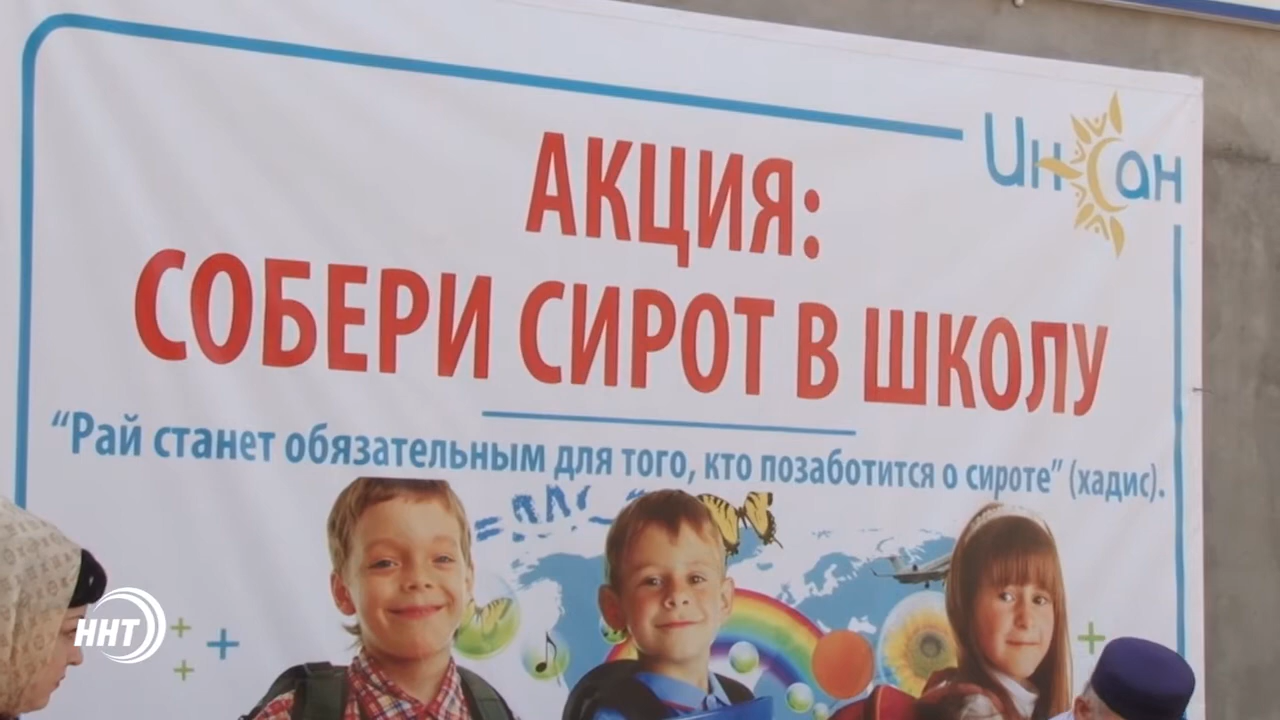 Инсан
АКЦИЯ:
СОБЕРИ СИРОТ В ШКОЛУ
“Рай станет обязательным для того, кто позаботится о сироте” (хадис).
ННТ